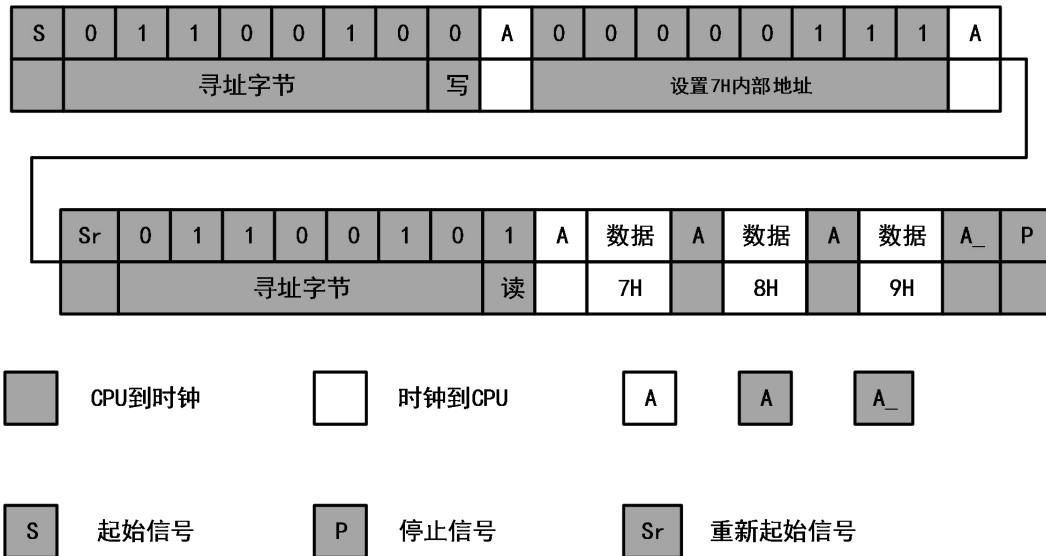 S 0 1 1 0 0 1 0 0 A 0 0 0 0 0 1 1 1 A
寻址字节 写 设置7H内部地址
Sr 0 1 1 0 0 1 0 1 A 数据 A 数据 A 数据 A_ P
寻址字节 读 7H 8H 9H
CPU到时钟 时钟到CPU A A A_
S 起始信号 P 停止信号 Sr 重新起始信号